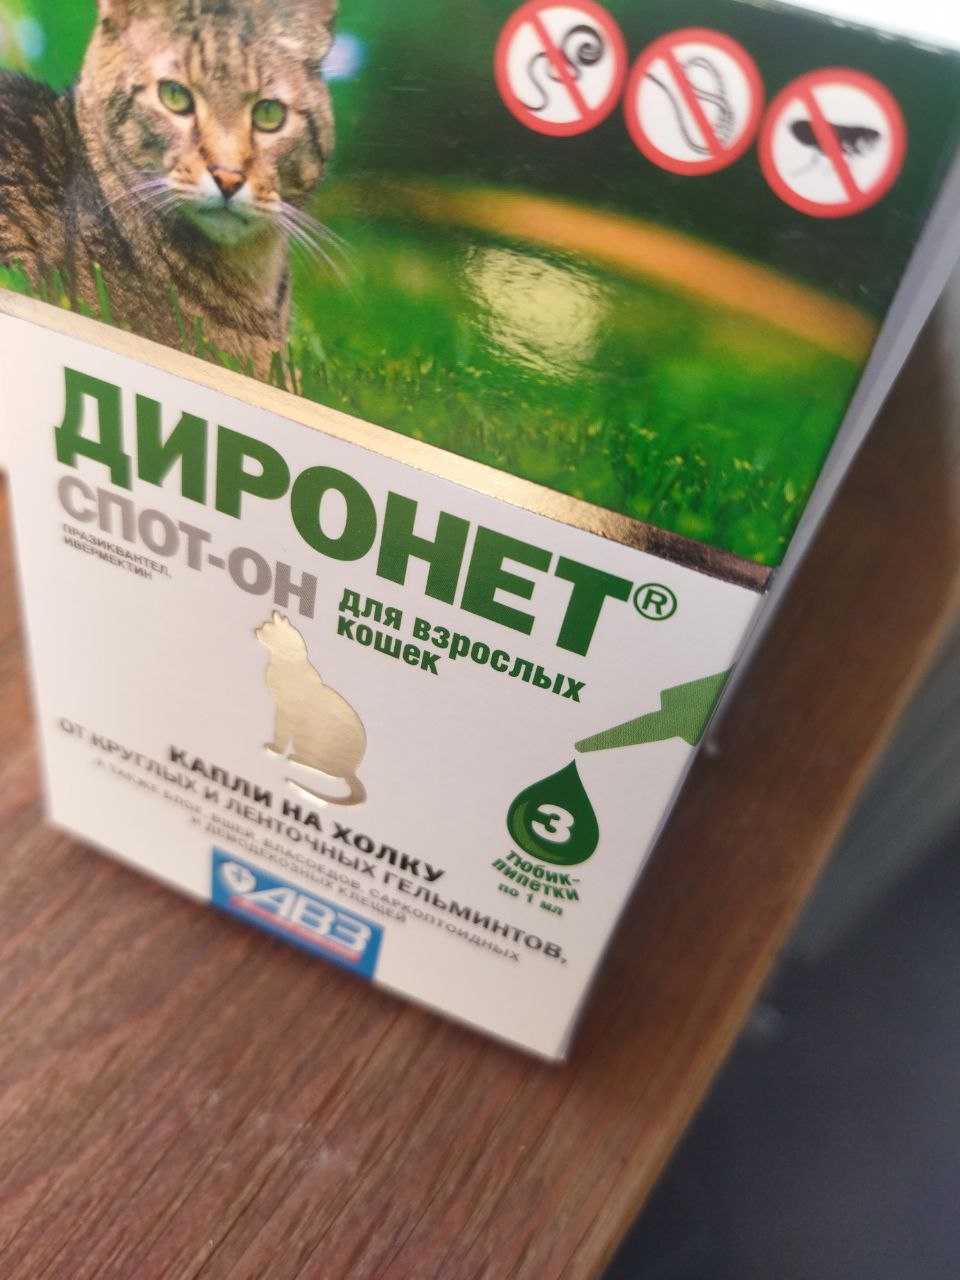 ДИРОНЕТ®
СПОТ-ОН
ПРАЗИКВАНТЕЛ,
ИВЕРМЕКТИН
для взрослых
кошек
КАПЛИ НА ХОЛКУ
ОТ КРУГЛЫХ И ЛЕНТОЧНЫХ ГЕЛЬМИНТОВ,
А ТАКЖЕ БЛОХ, ВШЕЙ, ВЛАСОЕДОВ, САРКОПТОИДНЫХ
И ДЕМОДЕКОЗНЫХ КЛЕЩЕЙ
3
тюбик-
пипетки
по 1 мл
АВЗ